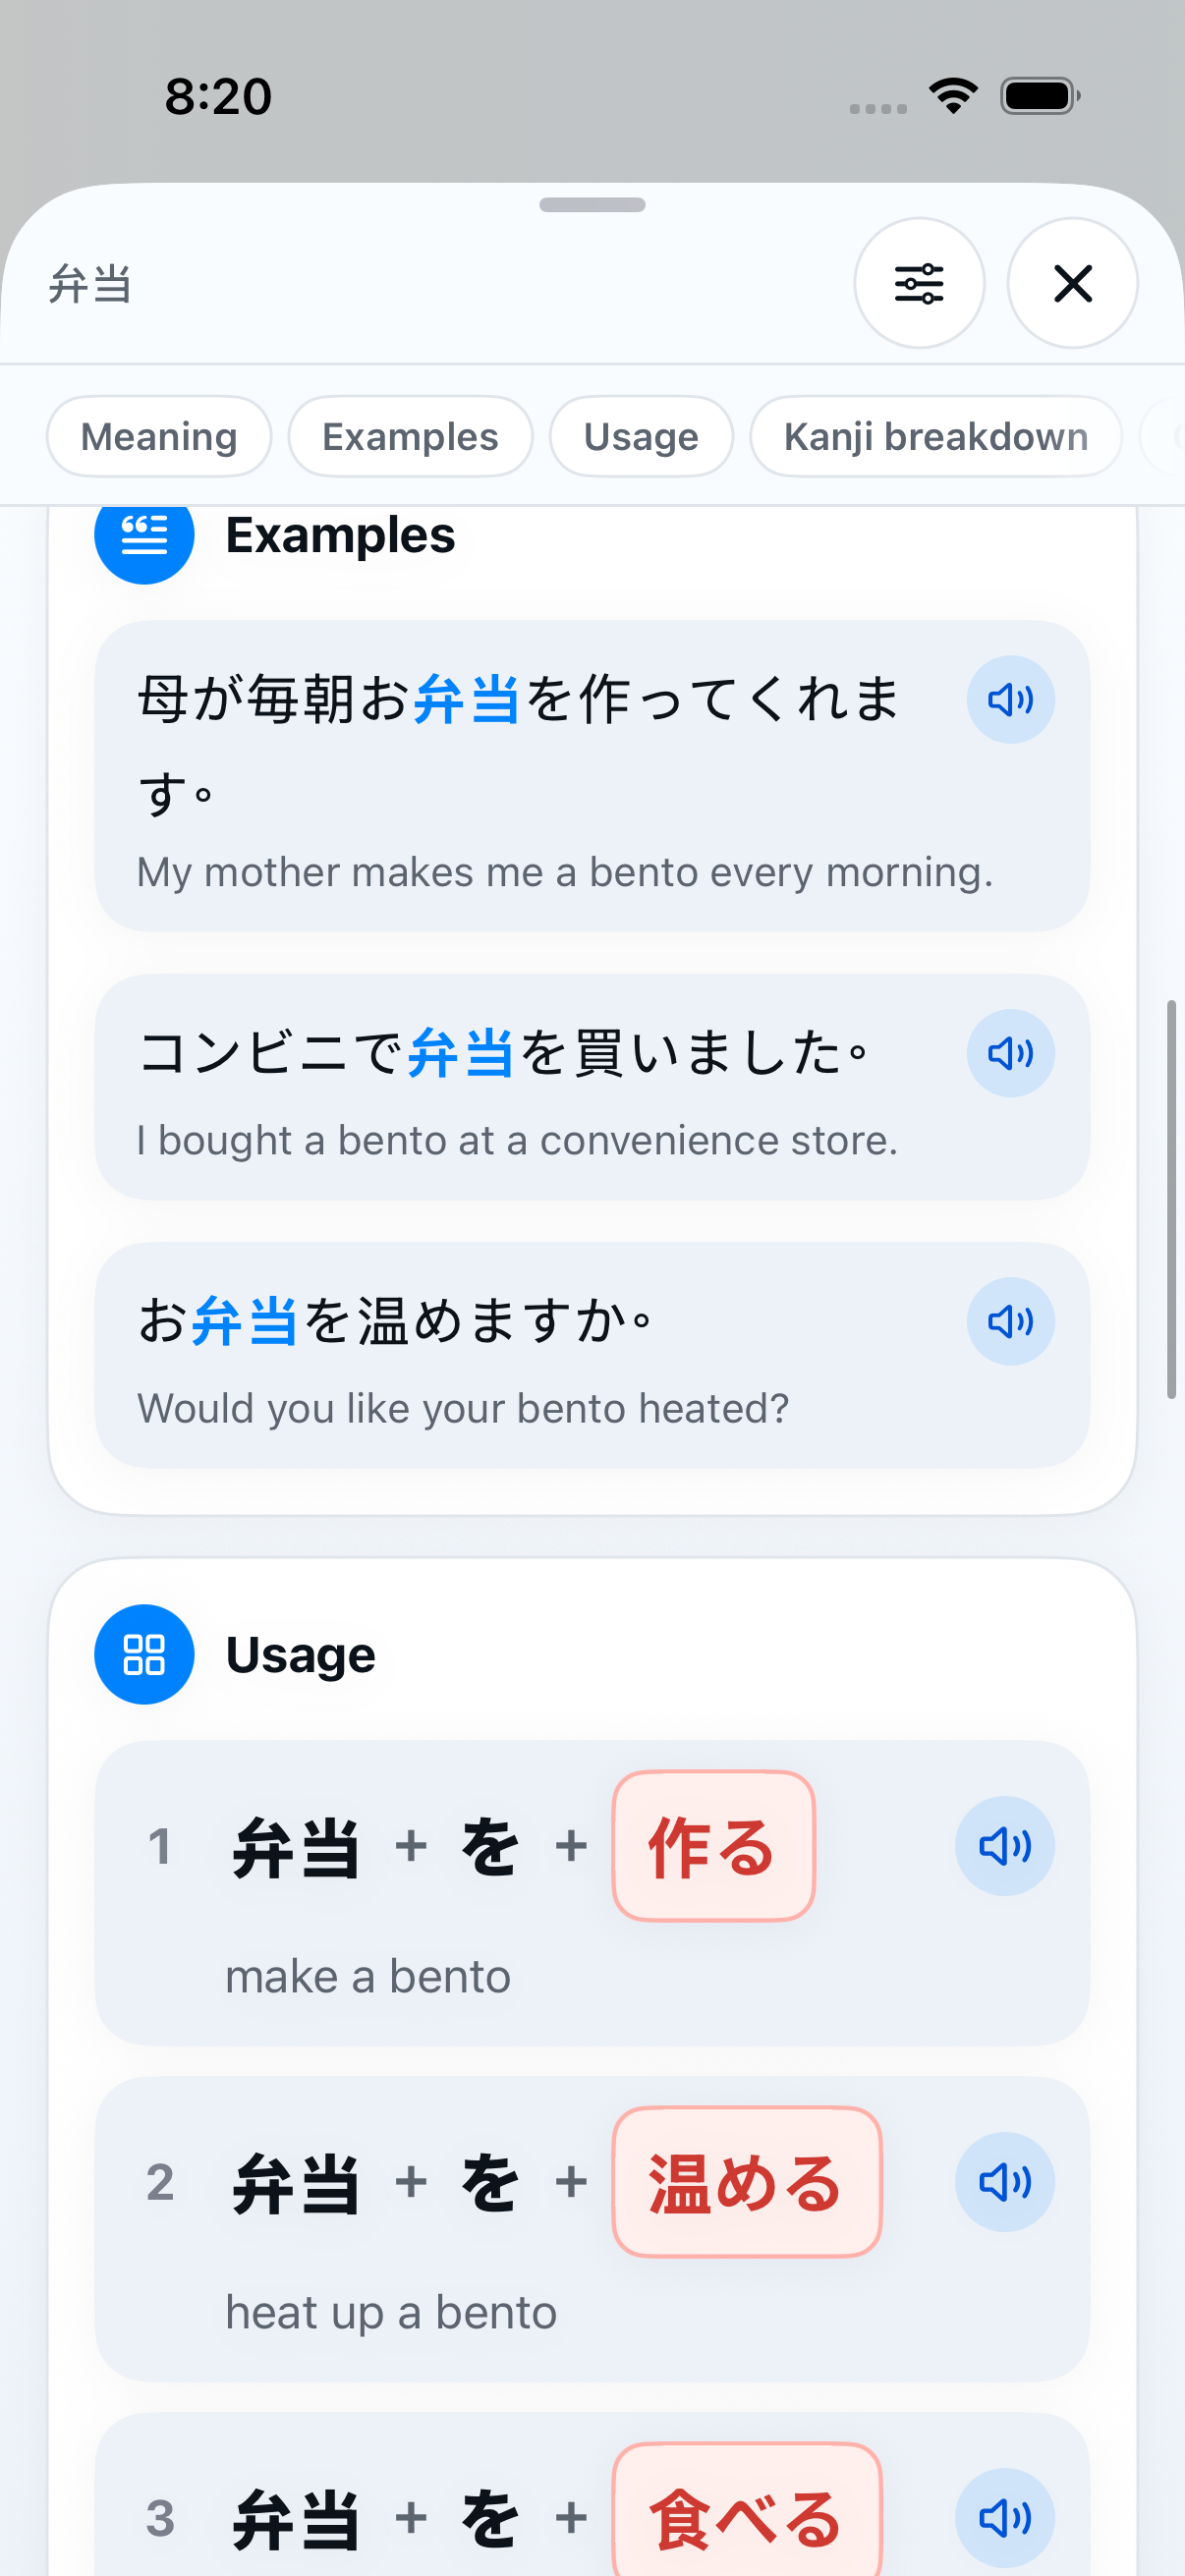 8:20
弁当
Meaning
Examples
Usage
Kanji breakdown
Examples
母が毎朝お弁当を作ってくれま
す。
My mother makes me a bento every morning.
コンビニで弁当を買いました。
I bought a bento at a convenience store.
お弁当を温めますか。
Would you like your bento heated?
Usage
1 弁当 + を + 作る
make a bento
2 弁当 + を + 温める
heat up a bento
3 弁当 + を + 食べる